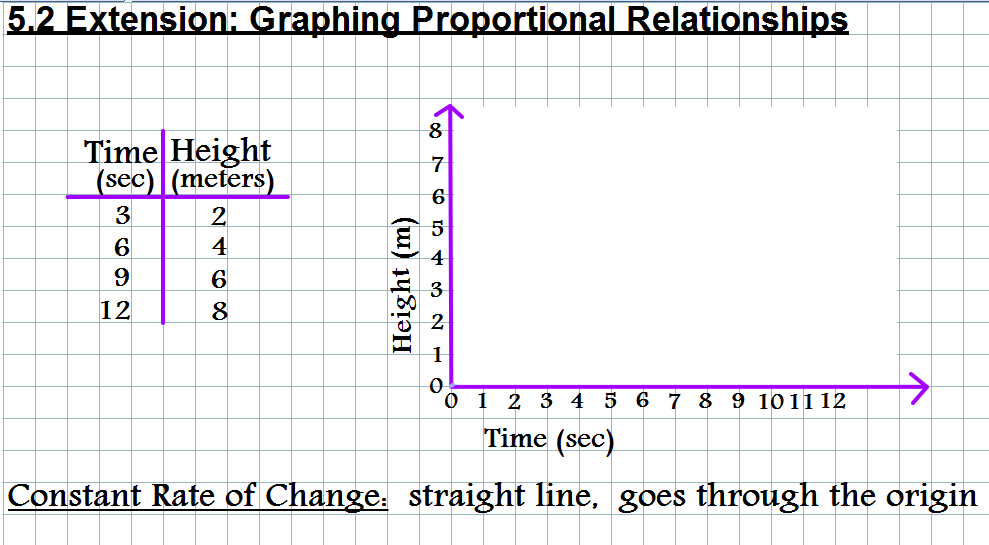 5.2 Extension: Graphing Proportional Relationships
Time Height
(sec) (meters)
3 2
6 4
9 6
12 8
Height (m)
8
7
6
5
4
3
2
1
0
0 1 2 3 4 5 6 7 8 9 10 11 12
Time (sec)
Constant Rate of Change: straight line, goes through the origin